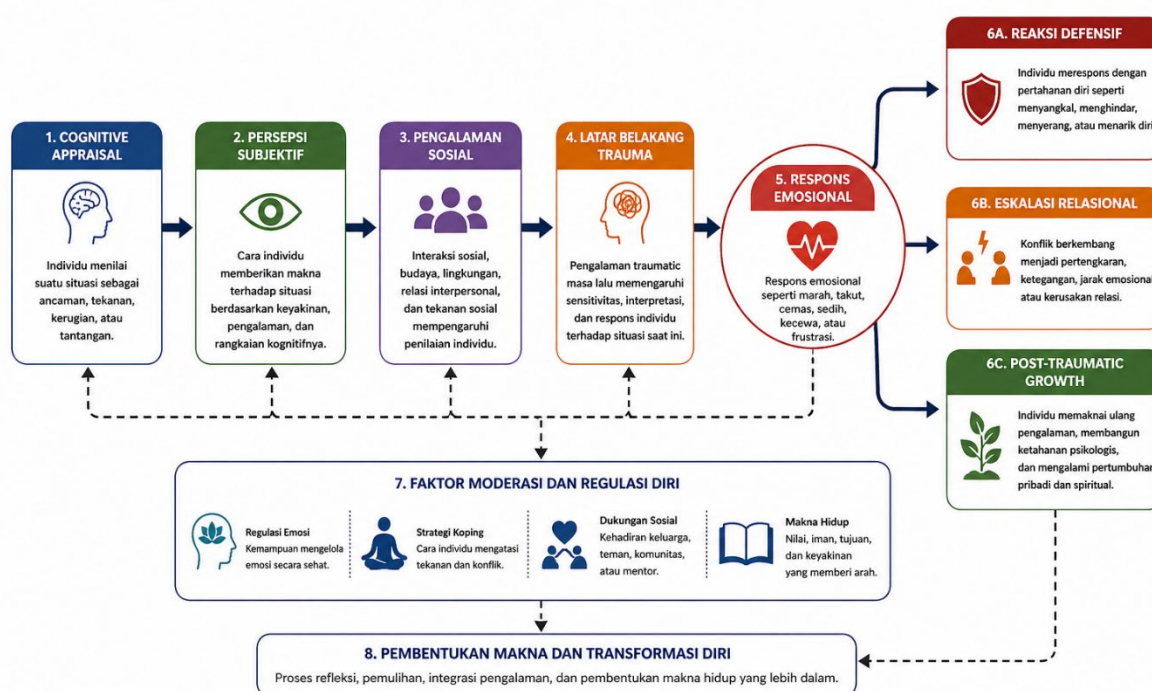 1. COGNITIVE
APPRAISAL
Individu menilai
suatu situasi sebagai
ancaman, tekanan,
kerugian, atau
tantangan.
2. PERSEPSI
SUBJEKTIF
Cara individu
memberikan makna
terhadap situasi
berdasarkan keyakinan,
pengalaman, dan
rangkaian kognitifnya.
3. PENGALAMAN
SOSIAL
Interaksi sosial,
budaya, lingkungan,
relasi interpersonal,
dan tekanan sosial
mempengaruhi
penilaian individu.
4. LATAR BELAKANG
TRAUMA
Pengalaman traumatic
masa lalu memengaruhi
sensitivitas, interpretasi,
dan respons individu
terhadap situasi saat ini.
5. RESPONS
EMOSIONAL
Respons emosional
seperti marah, takut,
cemas, sedih,
kecewa, atau
frustrasi.
6A. REAKSI DEFENSIF
Individu merespons dengan
pertahanan diri seperti
menyangkal, menghindar,
menyerang, atau menarik diri
6B. ESKALASI RELASIONAL
Konflik berkembang
menjadi pertengkaran,
ketegangan, jarak emosional
atau kerusakan relasi.
6C. POST-TRAUMATIC
GROWTH
Individu memaknai ulang
pengalaman, membangun
ketahanan psikologis,
dan mengalami pertumbuhan
pribadi dan spiritual.
7. FAKTOR MODERASI DAN REGULASI DIRI
Regulasi Emosi
Kemampuan mengelola
emosi secara sehat.
Strategi Koping
Cara individu mengatasi
tekanan dan konflik.
Dukungan Sosial
Kehadiran keluarga,
teman, komunitas,
atau mentor.
Makna Hidup
Nilai, iman, tujuan,
dan keyakinan
yang memberi arah.
8. PEMBENTUKAN MAKNA DAN TRANSFORMASI DIRI
Proses refleksi, pemulihan, integrasi pengalaman, dan pembentukan makna hidup yang lebih dalam.